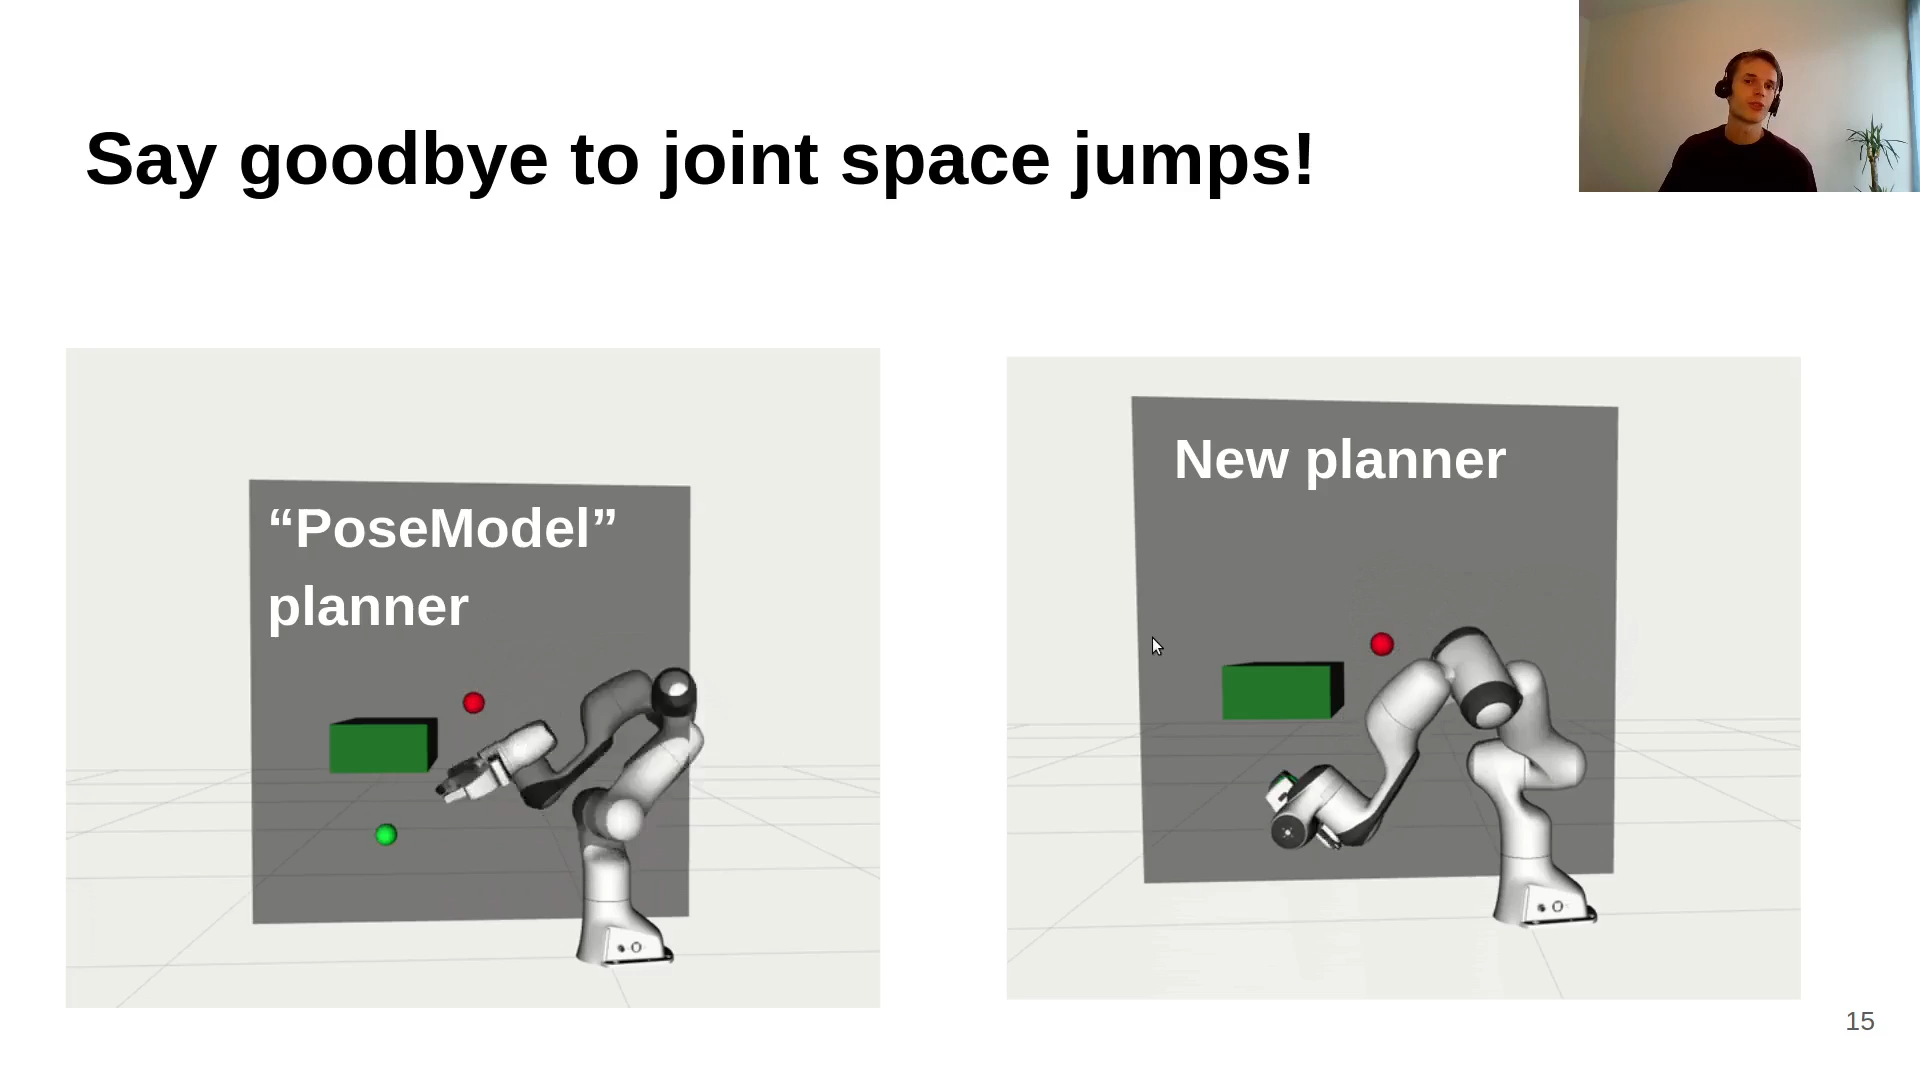 Say goodbye to joint space jumps!
“PoseModel”
planner
New planner
15